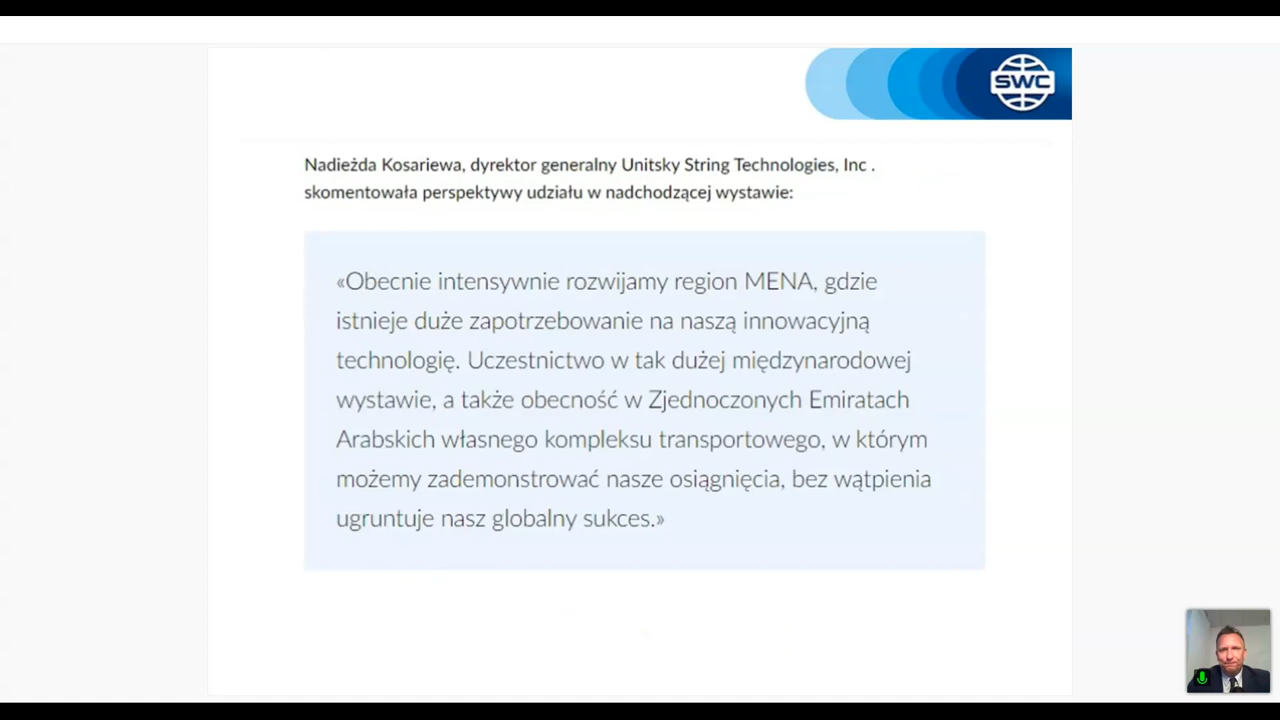 SWC
Nadieżda Kosariewa, dyrektor generalny Unitsky String Technologies, Inc .
skomentowała perspektywy udziału w nadchodzącej wystawie:
«Obecnie intensywnie rozwijamy region MENA, gdzie
istnieje duże zapotrzebowanie na naszą innowacyjną
technologię. Uczestnictwo w tak dużej międzynarodowej
wystawie, a także obecność w Zjednoczonych Emiratach
Arabskich własnego kompleksu transportowego, w którym
możemy zademonstrować nasze osiągnięcia, bez wątpienia
ugruntuje nasz globalny sukces.»